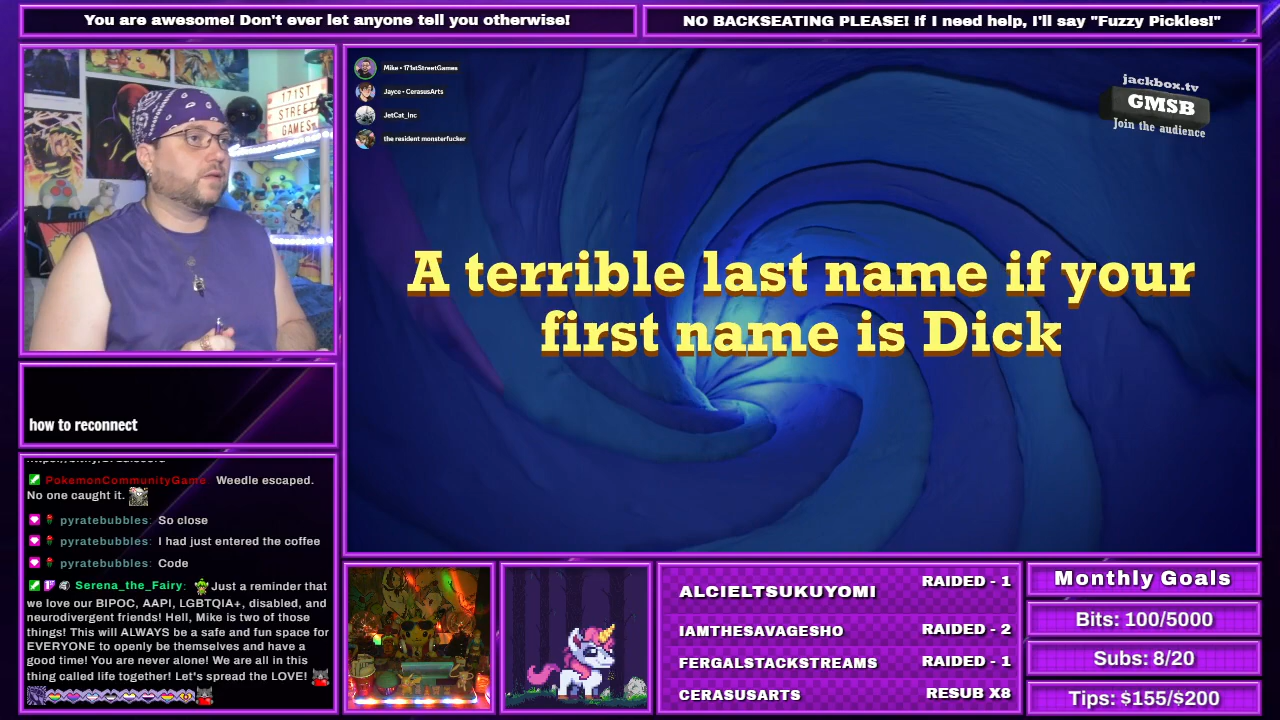 You are awesome! Don't ever let anyone tell you otherwise!
NO BACKSEATING PLEASE! If I need help, I'll say "Fuzzy Pickles!"
171ST
STREET
GAMES
Mike • 171stStreetGames
Jayce • CerasusArts
JetCat_Inc
the resident monsterfucker
jackbox.tv
GMSB
Join the audience
A terrible last name if your
first name is Dick
how to reconnect
PokemonCommunityGame Weedle escaped.
No one caught it.
pyratebubbles: So close
pyratebubbles: I had just entered the coffee
pyratebubbles: Code
Serena_the_Fairy: Just a reminder that
we love our BIPOC, AAPI, LGBTQIA+, disabled, and
neurodivergent friends! Hell, Mike is two of those
things! This will ALWAYS be a safe and fun space for
EVERYONE to openly be themselves and have a
good time! You are never alone! We are all in this
thing called life together! Let's spread the LOVE!
ALCIELTSUKUYOMI RAIDED - 1
IAMTHESAVAGESHO RAIDED - 2
FERGALSTACKSTREAMS RAIDED - 1
CERASUSARTS RESUB X8
Monthly Goals
Bits: 100/5000
Subs: 8/20
Tips: $155/$200